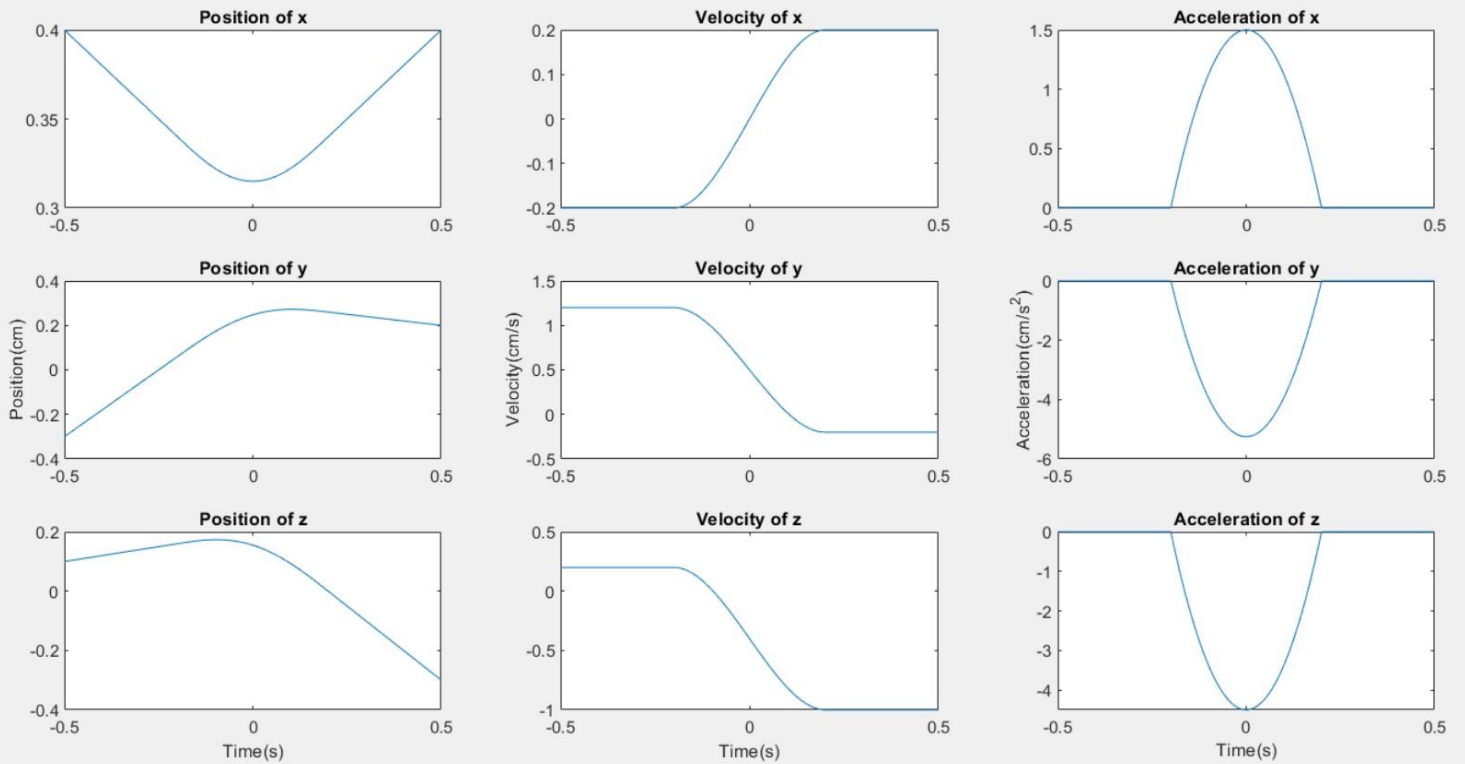 Position of x
0.4
0.35
0.3
-0.5 0 0.5
Velocity of x
0.2
0.1
0
-0.1
-0.2
-0.5 0 0.5
Acceleration of x
1.5
1
0.5
0
-0.5 0 0.5
Position of y
Position(cm)
0.4
0.2
0
-0.2
-0.4
-0.5 0 0.5
Velocity of y
Velocity(cm/s)
1.5
1
0.5
0
-0.5
-0.5 0 0.5
Acceleration of y
Acceleration(cm/s²)
0
-2
-4
-6
-0.5 0 0.5
Position of z
0.2
0
-0.2
-0.4
-0.5 0 0.5
Time(s)
Velocity of z
0.5
0
-0.5
-1
-0.5 0 0.5
Time(s)
Acceleration of z
0
-1
-2
-3
-4
-0.5 0 0.5
Time(s)